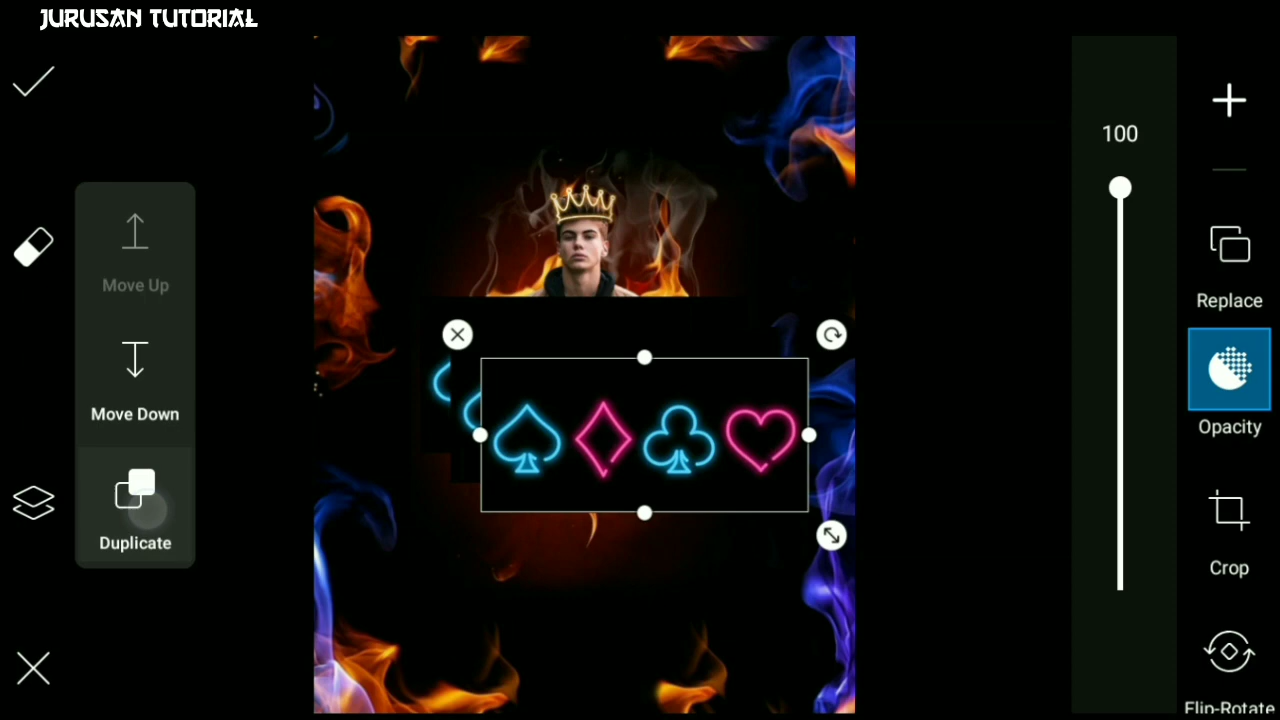 JURUSAN TUTORIAL
100
Move Up
Replace
Move Down
Opacity
Duplicate
Crop
Flip-Rotate